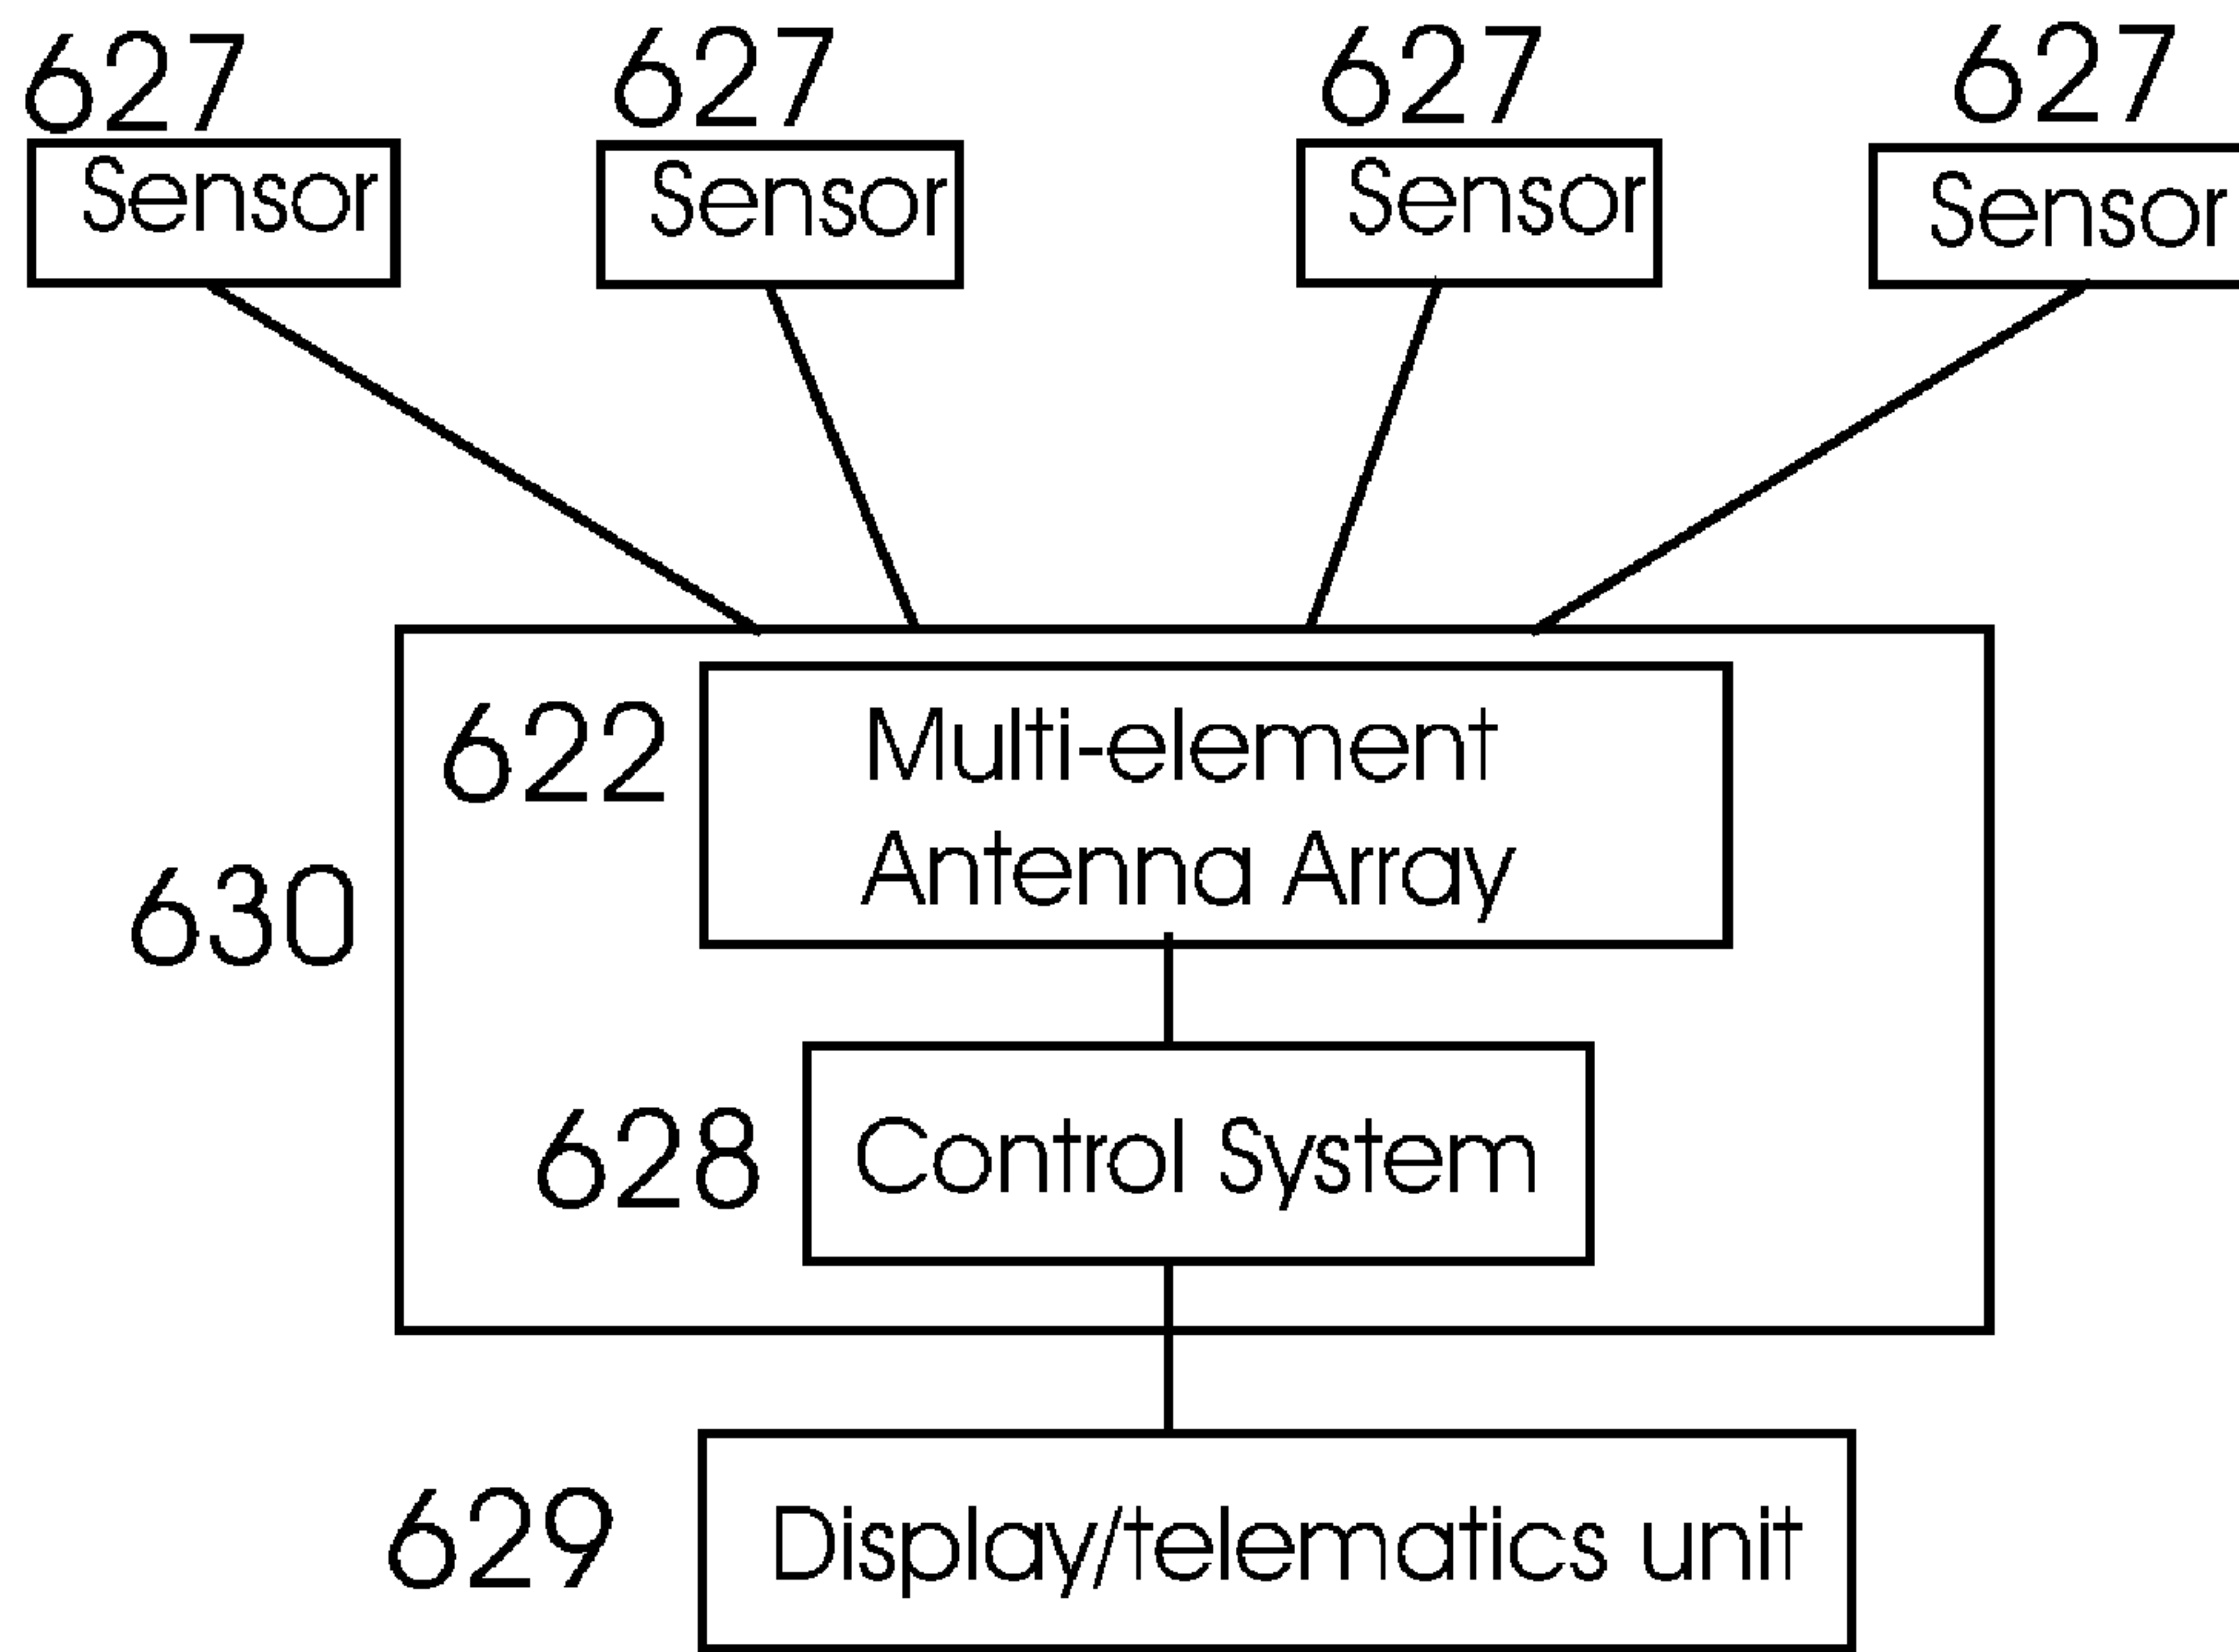 627 627 627 627
Sensor Sensor Sensor Sensor
622 Multi-element
Antenna Array
630
628 Control System
629 Display/telematics unit